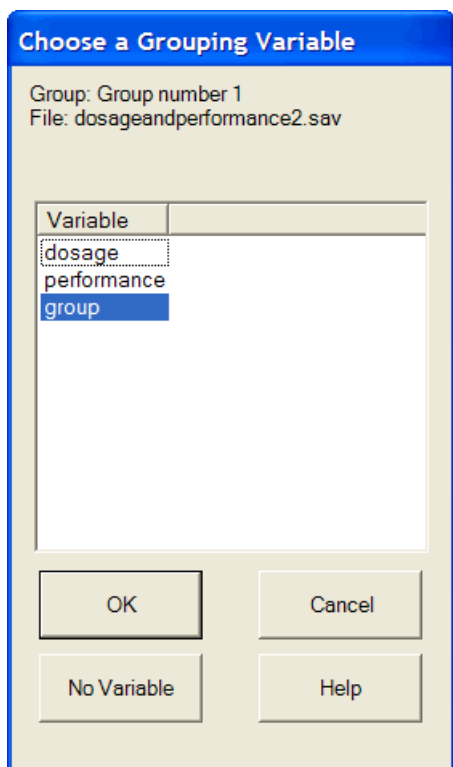 Choose a Grouping Variable
Group: Group number 1
File: dosageandperformance2.sav
Variable
dosage
performance
group
OK
Cancel
No Variable
Help